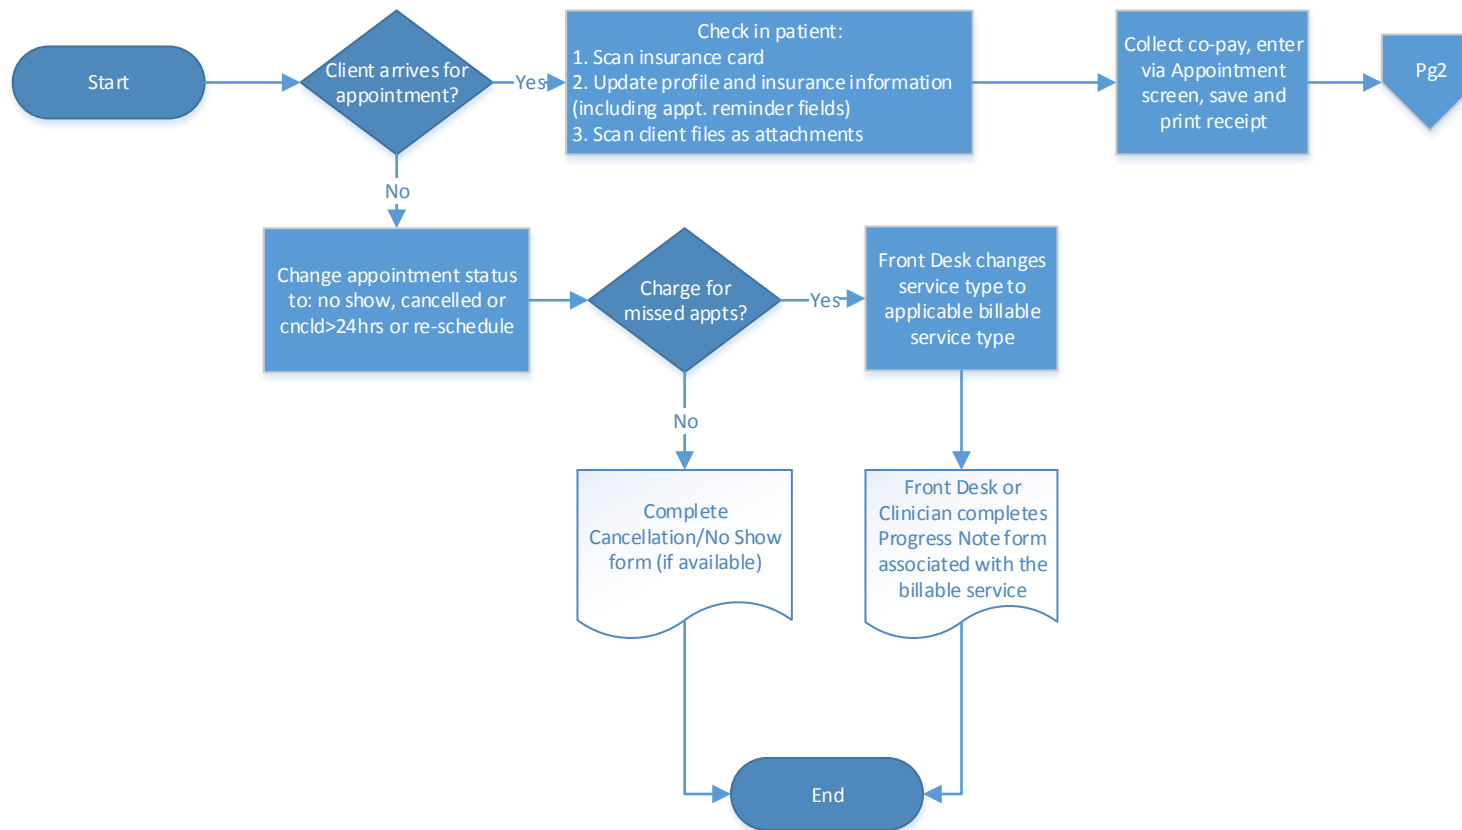 Start
Client arrives for
appointment?
Yes
Check in patient:
1. Scan insurance card
2. Update profile and insurance information
(including appt. reminder fields)
3. Scan client files as attachments
Collect co-pay, enter
via Appointment
screen, save and
print receipt
Pg2
No
Change appointment status
to: no show, cancelled or
cncld>24hrs or re-schedule
Charge for
missed appts?
Yes
Front Desk changes
service type to
applicable billable
service type
No
Complete
Cancellation/No Show
form (if available)
Front Desk or
Clinician completes
Progress Note form
associated with the
billable service
End